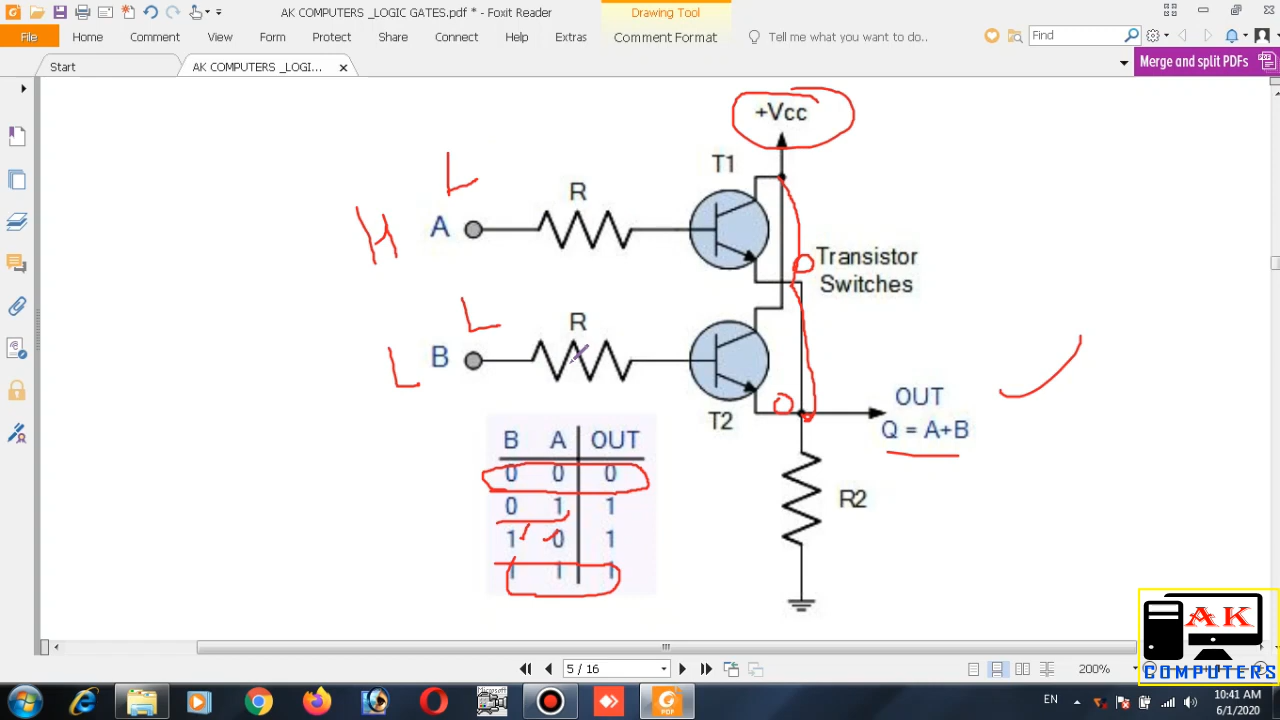 AK COMPUTERS _LOGIC GATES.pdf * - Foxit Reader
Drawing Tool
File Home Comment View Form Protect Share Connect Help Extras Comment Format Tell me what you want to do.. Find
Start
AK COMPUTERS _LOGI...
Merge and split PDFs
+Vcc
T1
L
R
H
A
Transistor
Switches
L
R
L
B
T2
OUT
Q = A+B
B A OUT
0 0 0
0 1 1
1 0 1
1 1 1
R2
AK
COMPUTERS
5 / 16
200%
EN
10:41 AM
6/1/2020
PDF